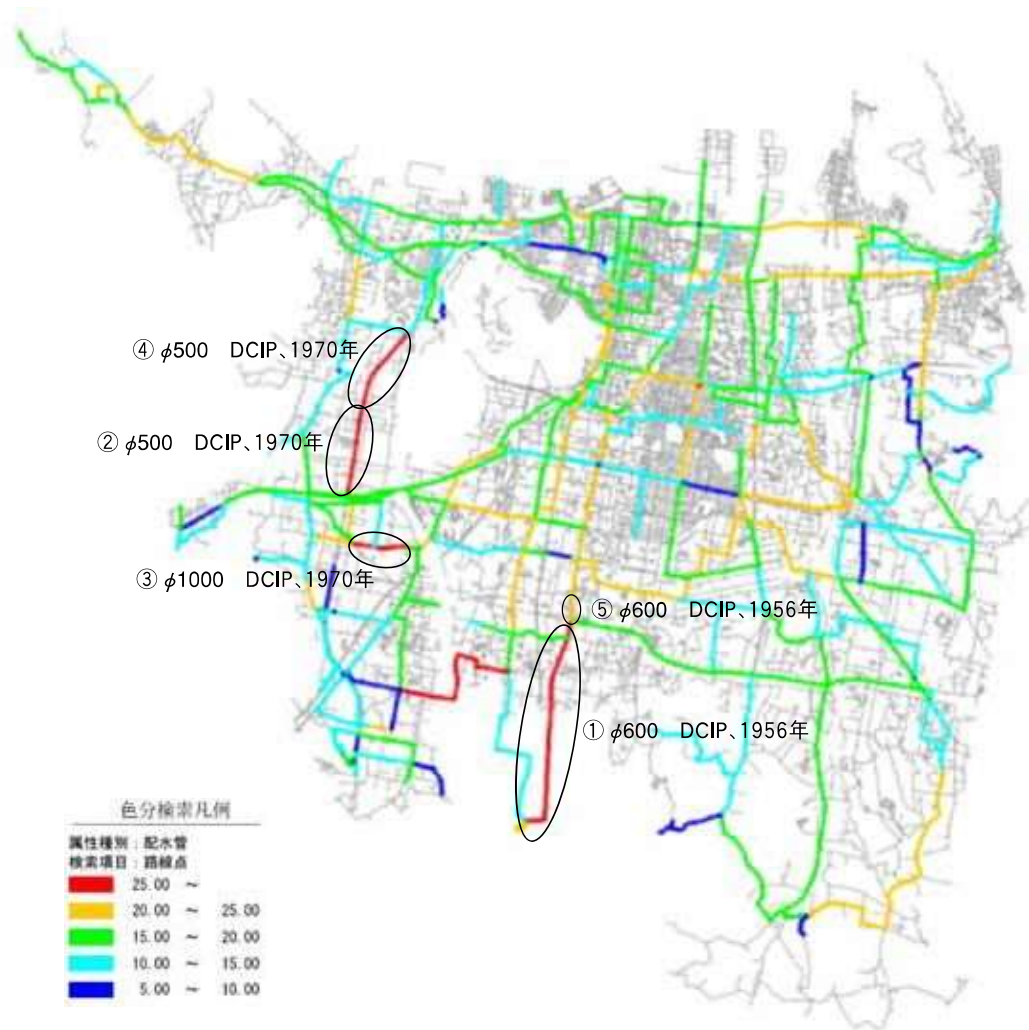 ④ φ500 DCIP、1970年
② φ500 DCIP、1970年
③ φ1000 DCIP、1970年
⑤ φ600 DCIP、1956年
① φ600 DCIP、1956年
色分検索凡例
属性種別：配水管
検索項目：路線点
25.00 ～
20.00 ～ 25.00
15.00 ～ 20.00
10.00 ～ 15.00
5.00 ～ 10.00